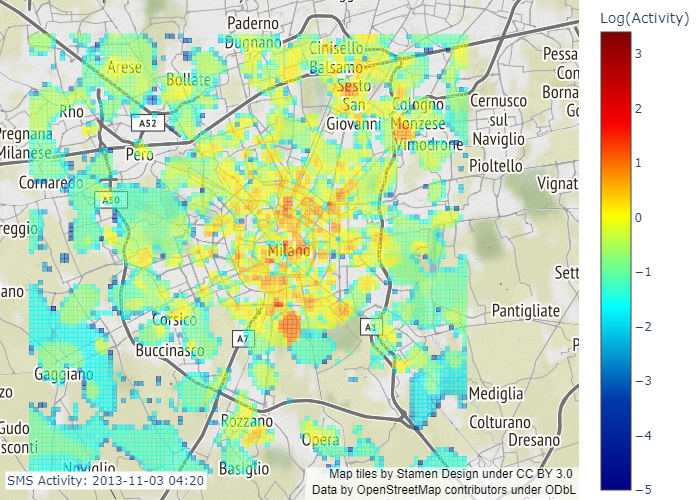 Log(Activity)
Paderno
Dugnano
Cinisello
Balsamo
Arese
Bollate
Sesto
San
Giovanni
Cologno
Monzese
Vimodrone
Cernusco
sul
Naviglio
Pessa
Con
Borna
Go
Rho
A52
Pregnana
Milanese
Pero
Pioltello
Cornaredo
A50
Vignat
reggio
Milano
Sett
ano
Pantigliate
Corsico
A7
A1
Buccinasco
P
Gaggiano
zo
Mediglia
Rozzano
Colturano
Gudo
sconti
Opera
Dresano
Noviglio
Basiglio
SMS Activity: 2013-11-03 04:20
Map tiles by Stamen Design under CC BY 3.0
Data by OpenStreetMap contributors under ODbL
3
2
1
0
−1
−2
−3
−4
−5